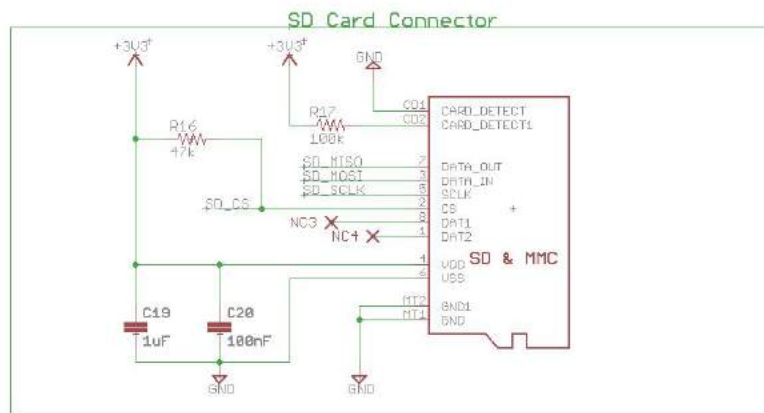 SD Card Connector
+3V3
+3V3
GND
R17
100k
R16
47k
CD1
CARD_DETECT
CD2
CARD_DETECT1
SD_MISO
7
DATA_OUT
SD_MOSI
3
DATA_IN
SD_SCLK
5
SCLK
SD_CS
2
CS
NC3
8
DAT1
NC4
1
DAT2
4
VDD
SD & MMC
6
VSS
C19
1uF
C20
100nF
MT2
GND1
MT1
GND
GND
GND